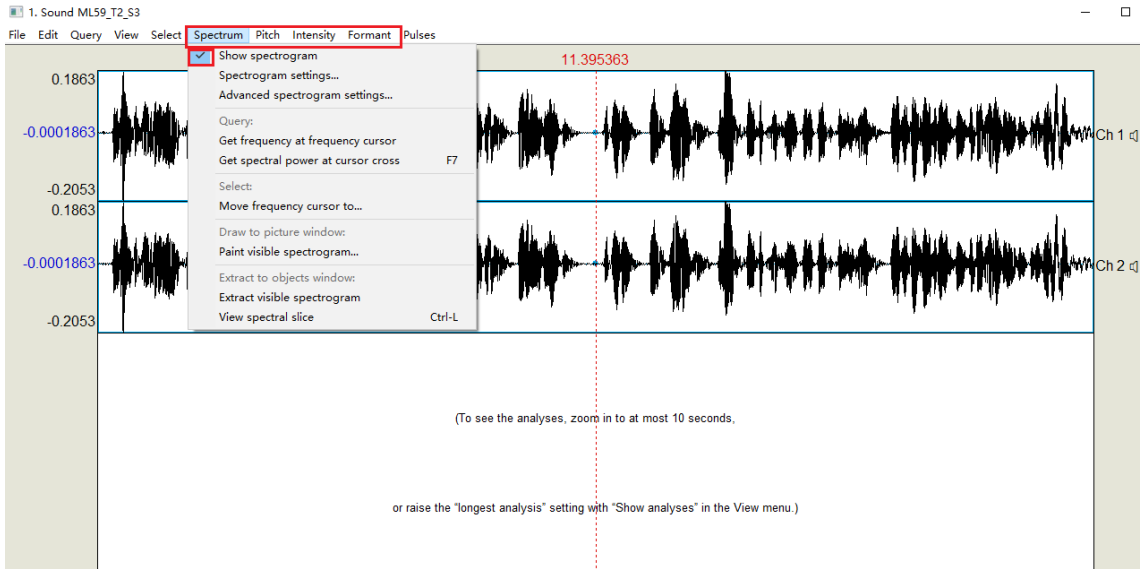 1. Sound ML59_T2_S3
File Edit Query View Select Spectrum Pitch Intensity Formant Pulses
Show spectrogram
Spectrogram settings...
Advanced spectrogram settings...
Query:
Get frequency at frequency cursor
Get spectral power at cursor cross F7
Select:
Move frequency cursor to...
Draw to picture window:
Paint visible spectrogram...
Extract to objects window:
Extract visible spectrogram
View spectral slice Ctrl-L
11.395363
0.1863
-0.0001863
-0.2053
Ch 1
0.1863
-0.0001863
-0.2053
Ch 2
(To see the analyses, zoom in to at most 10 seconds,
or raise the "longest analysis" setting with "Show analyses" in the View menu.)